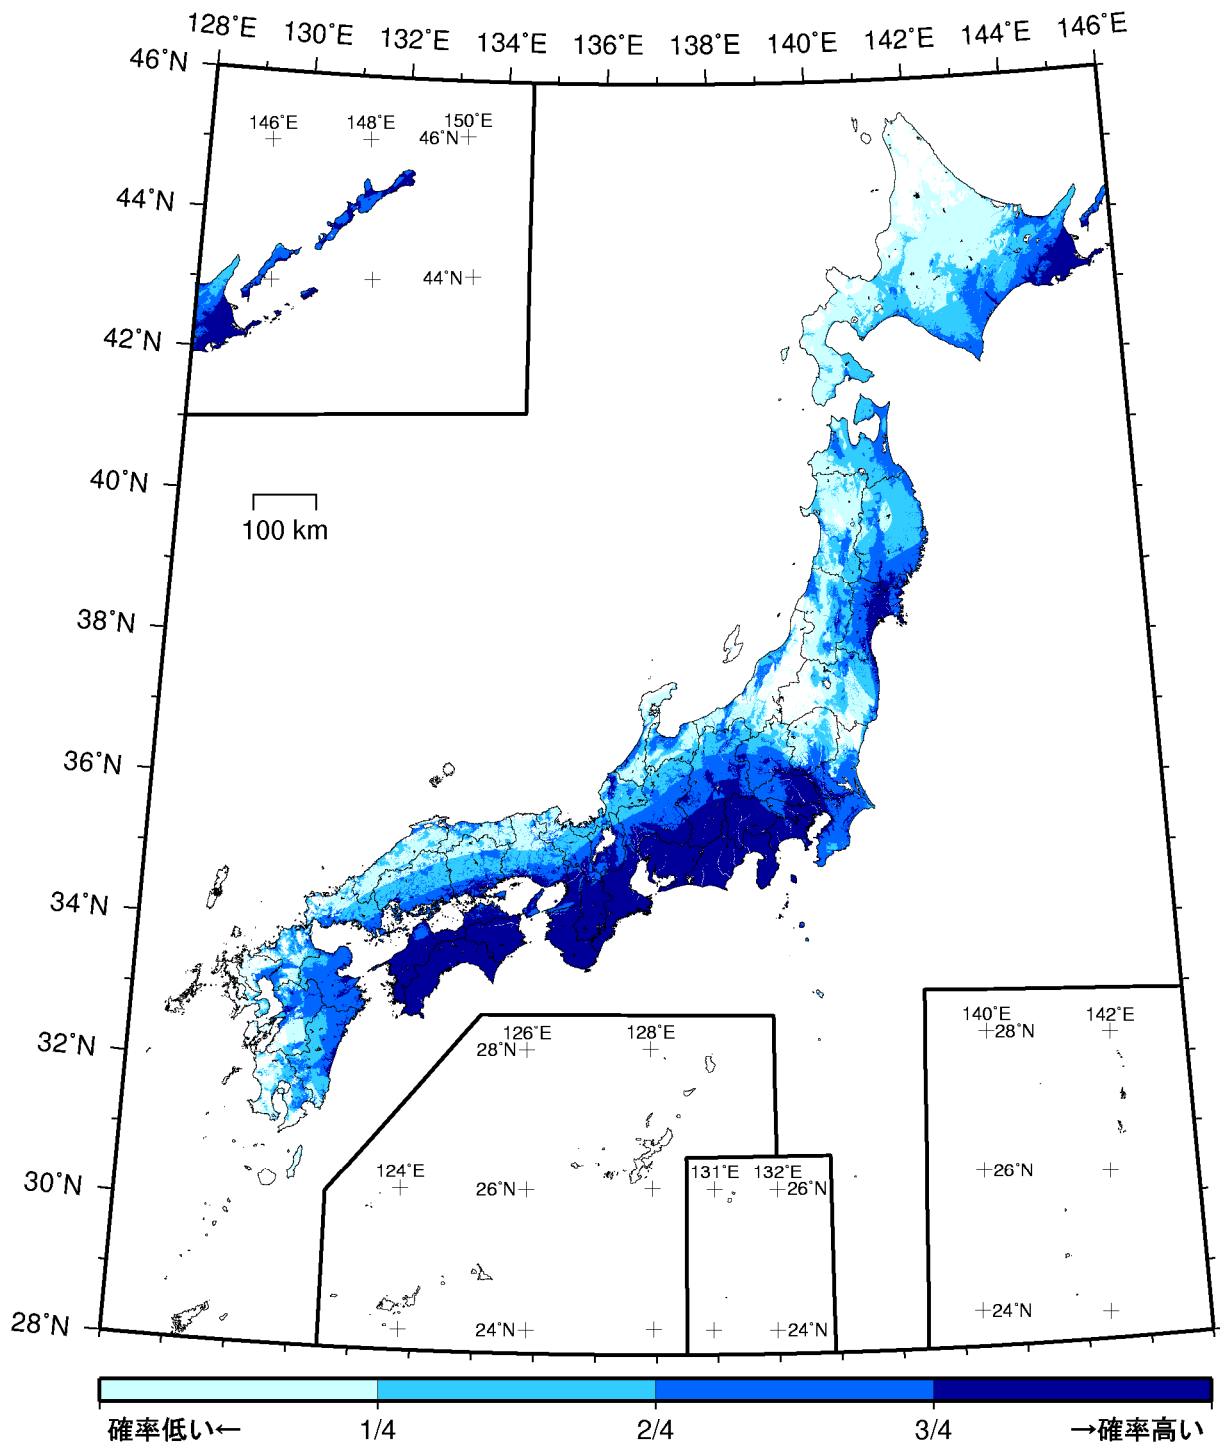 128°E 130°E 132°E 134°E 136°E 138°E 140°E 142°E 144°E 146°E
46°N
146°E 148°E 150°E
46°N
44°N
44°N
42°N
40°N
100 km
38°N
36°N
34°N
32°N
140°E 142°E
28°N
126°E 128°E
28°N
124°E
131°E 132°E
26°N 26°N
26°N
30°N
24°N
28°N
24°N 24°N
確率低い← 1/4 2/4 3/4 →確率高い